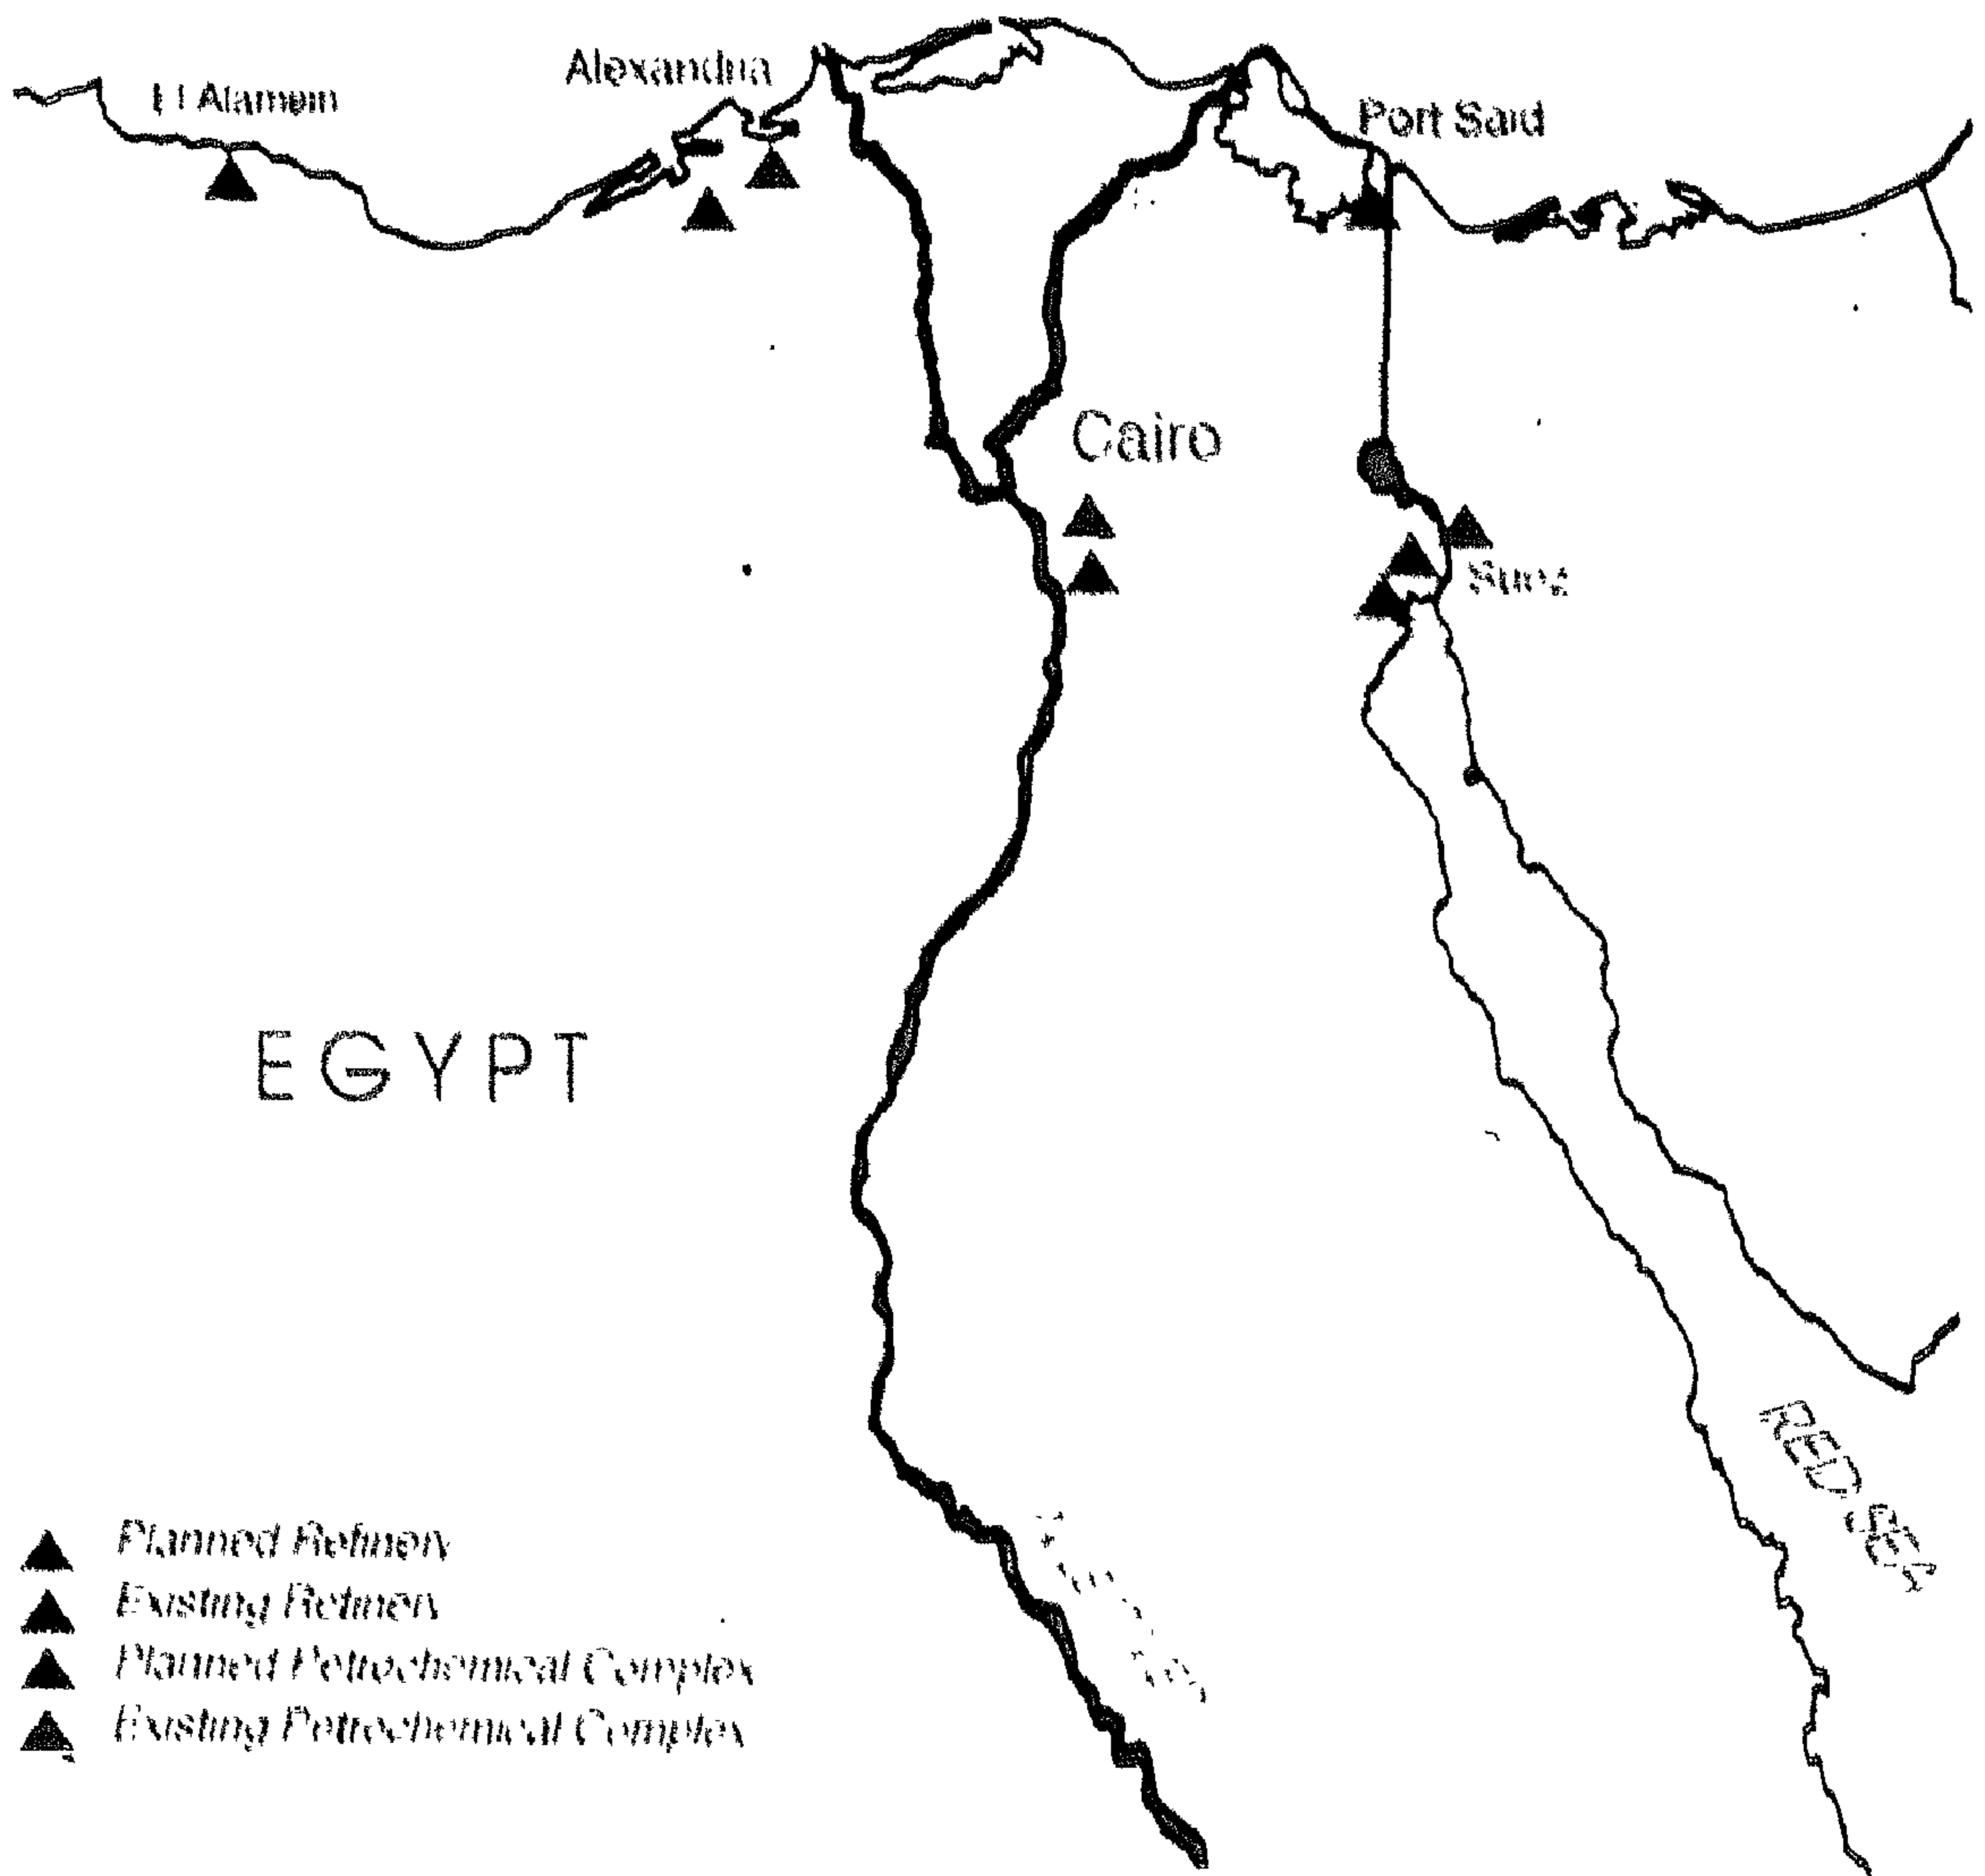 El Alamein
Alexandria
Port Said
Cairo
Suez
EGYPT
RED SEA
Planned Refinery
Existing Refinery
Planned Petrochemical Complex
Existing Petrochemical Complex